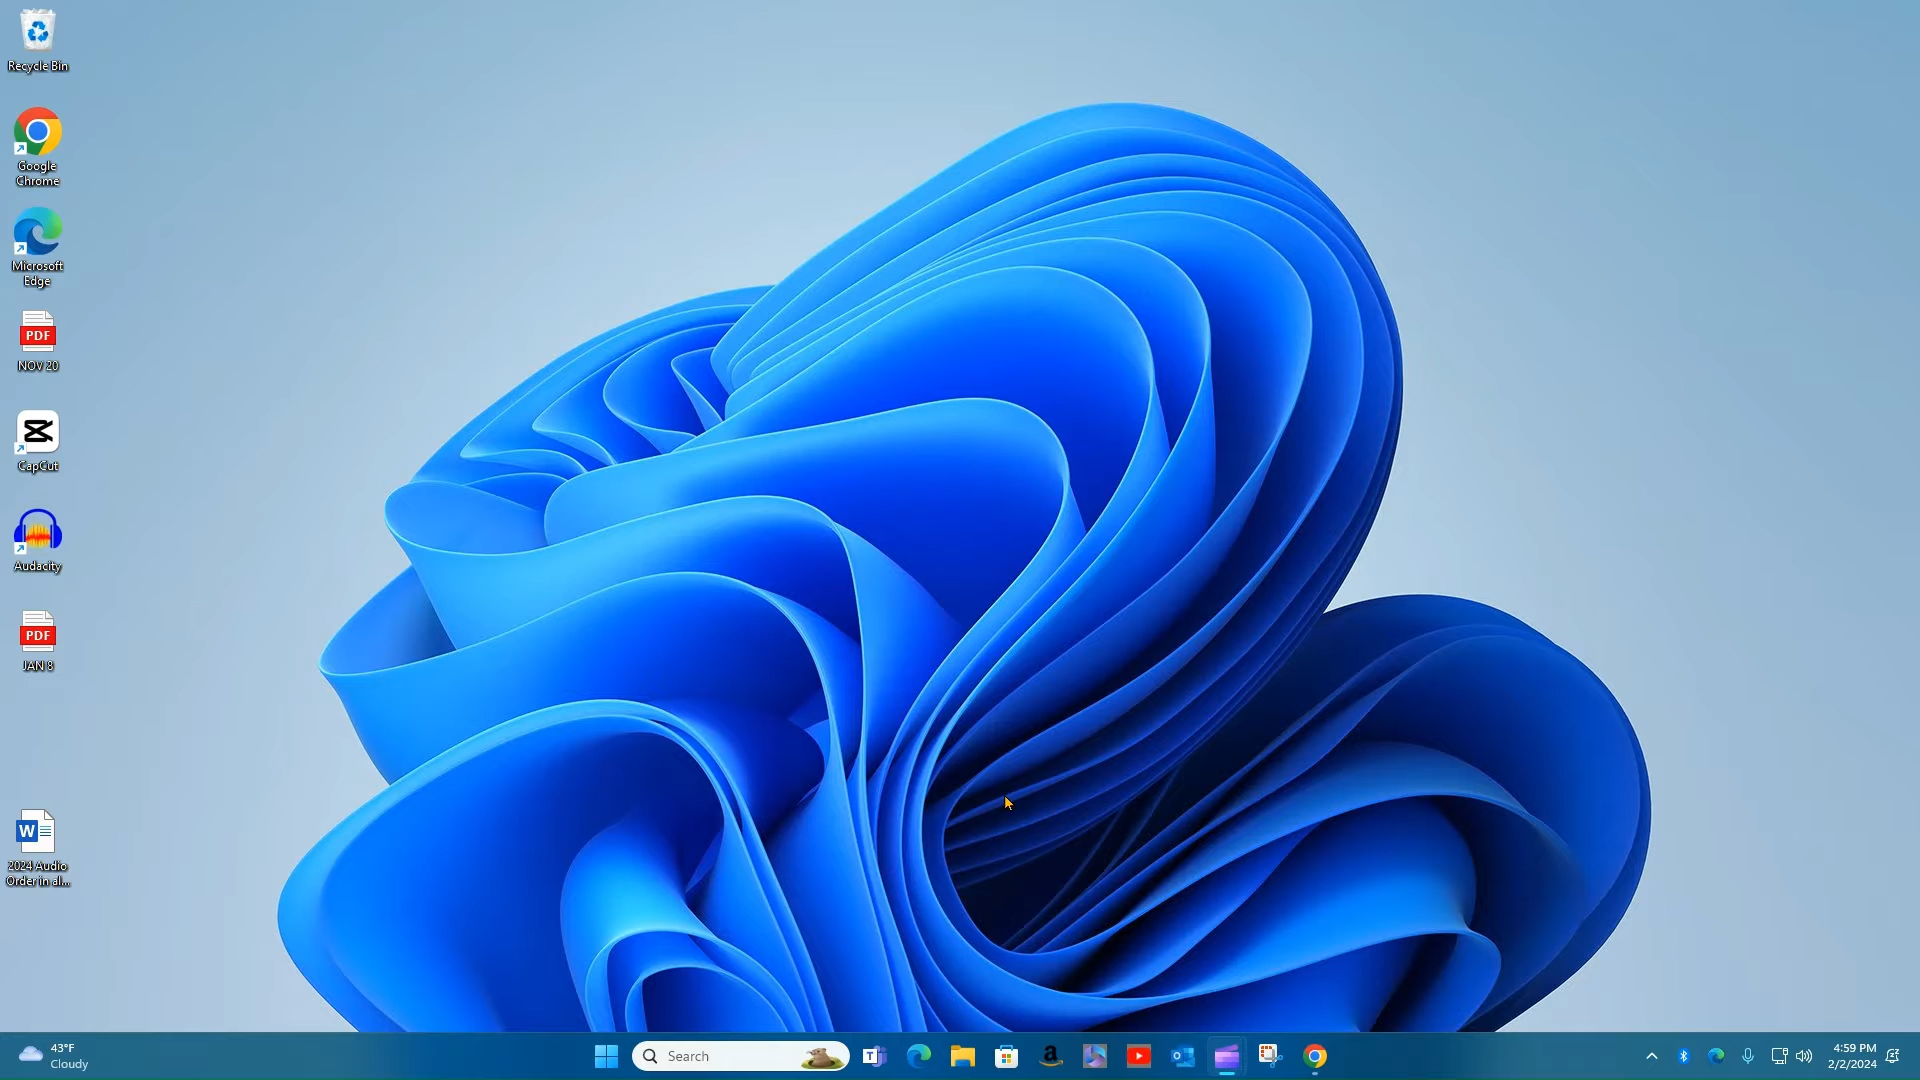 Recycle Bin
Google
Chrome
Microsoft
Edge
PDF
NOV 20
CapCut
Audacity
PDF
JAN 8
W
2024 Audio
Order in al...
43°F
Cloudy
Search
T
a
4:59 PM
2/2/2024